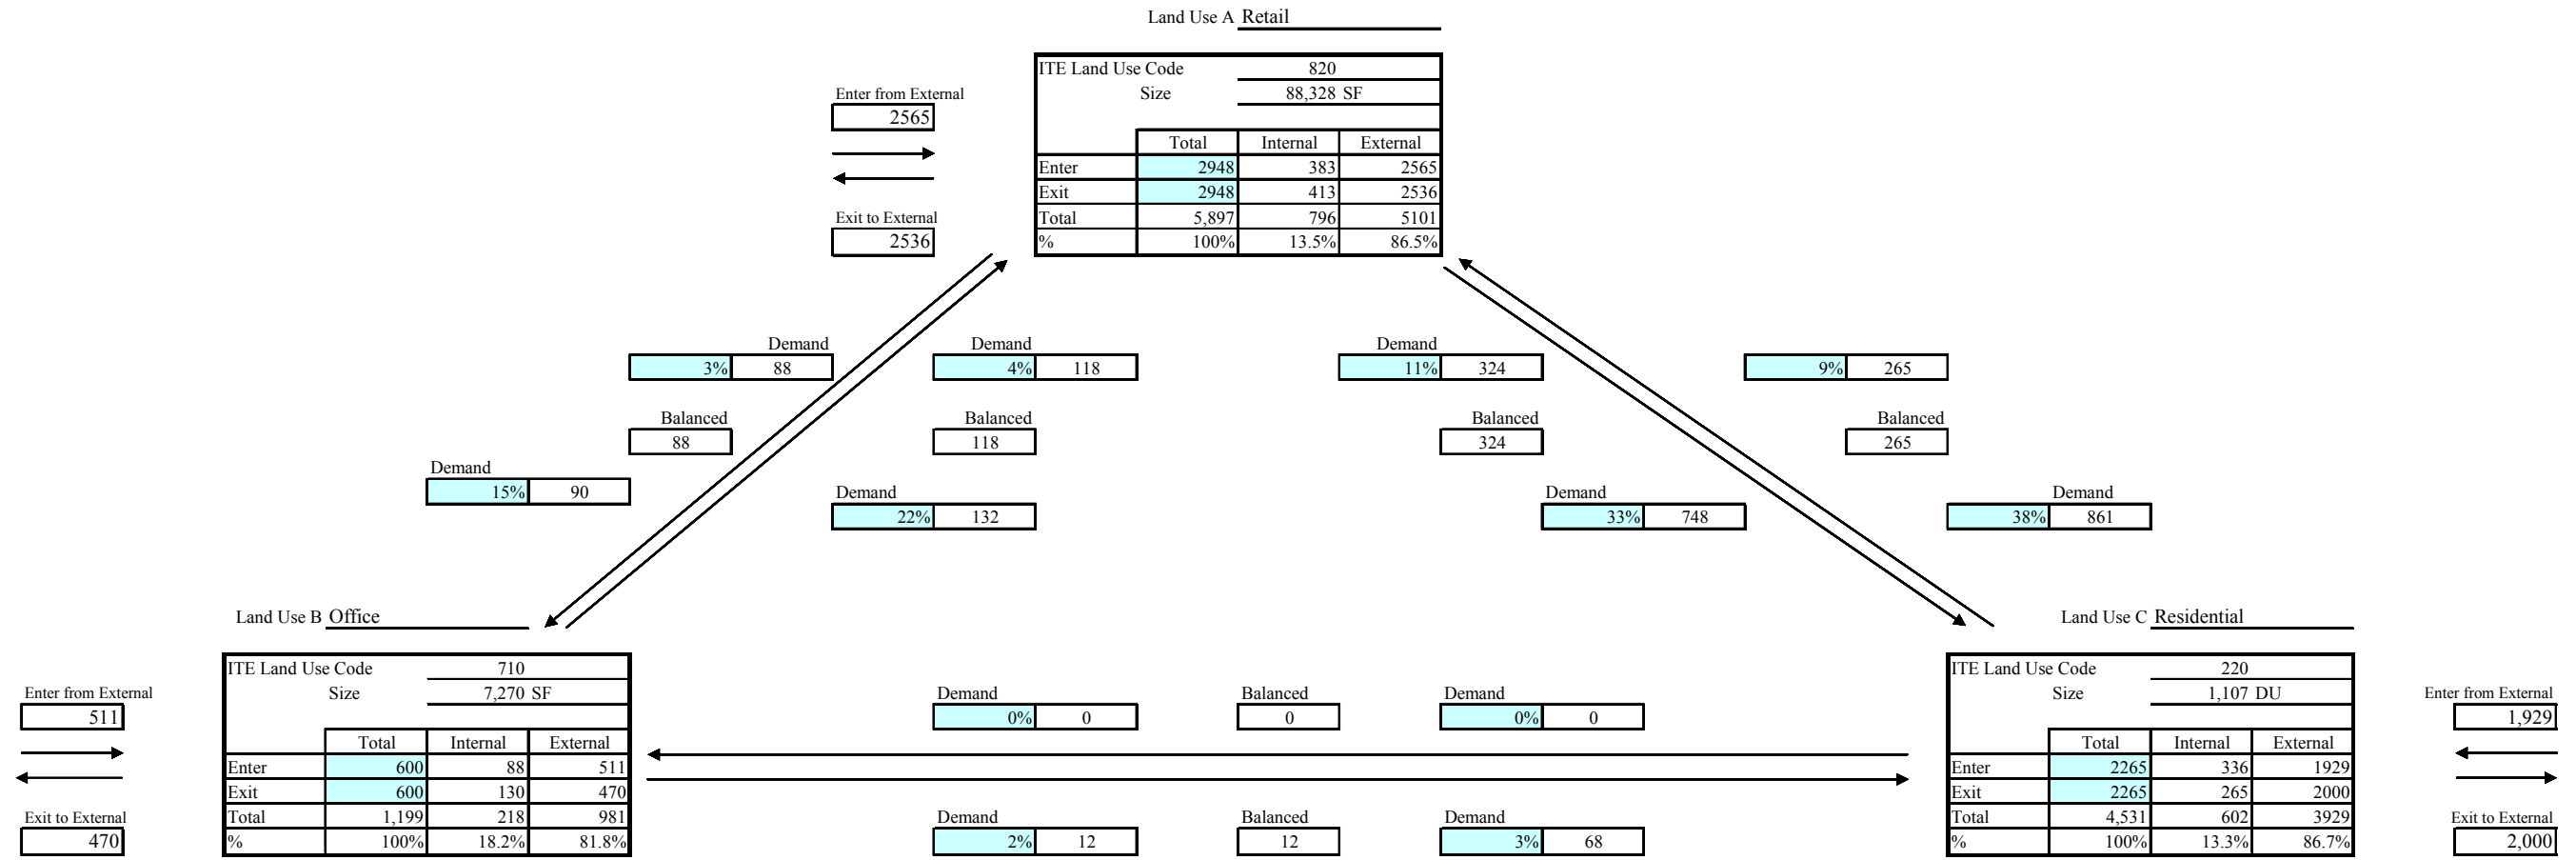 Land Use A Retail
ITE Land Use Code 820
Enter from External Size 88,328 SF
2565
Total Internal External
Enter 2948 383 2565
Exit 2948 413 2536
Exit to External Total 5,897 796 5101
2536 % 100% 13.5% 86.5%
Demand Demand Demand
3% 88 4% 118 11% 324 9% 265
Balanced Balanced Balanced Balanced
88 118 324 265
Demand
15% 90
Demand Demand Demand
22% 132 33% 748 38% 861
Land Use B Office Land Use C Residential
ITE Land Use Code 710 ITE Land Use Code 220
Enter from External Size 7,270 SF Demand Balanced Demand Size 1,107 DU Enter from External
511 0% 0 0 0% 0 1,929
Total Internal External Total Internal External
Enter 600 88 511 Enter 2265 336 1929
Exit 600 130 470 Exit 2265 265 2000
Exit to External Total 1,199 218 981 Demand Balanced Demand Total 4,531 602 3929 Exit to External
470 % 100% 18.2% 81.8% 2% 12 12 3% 68 % 100% 13.3% 86.7% 2,000